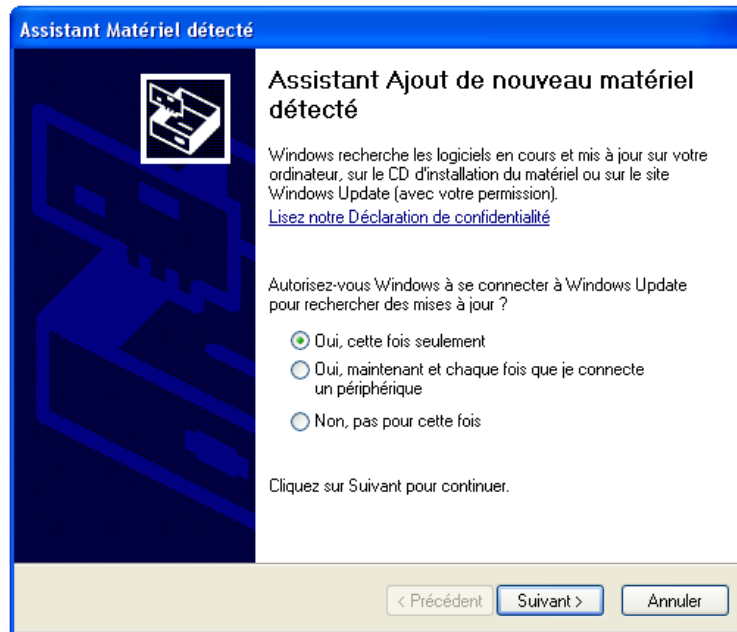 Assistant Matériel détecté
Assistant Ajout de nouveau matériel
détecté
Windows recherche les logiciels en cours et mis à jour sur votre
ordinateur, sur le CD d'installation du matériel ou sur le site
Windows Update (avec votre permission).
Lisez notre Déclaration de confidentialité
Autorisez-vous Windows à se connecter à Windows Update
pour rechercher des mises à jour ?
Oui, cette fois seulement
Oui, maintenant et chaque fois que je connecte
un périphérique
Non, pas pour cette fois
Cliquez sur Suivant pour continuer.
< Précédent Suivant > Annuler